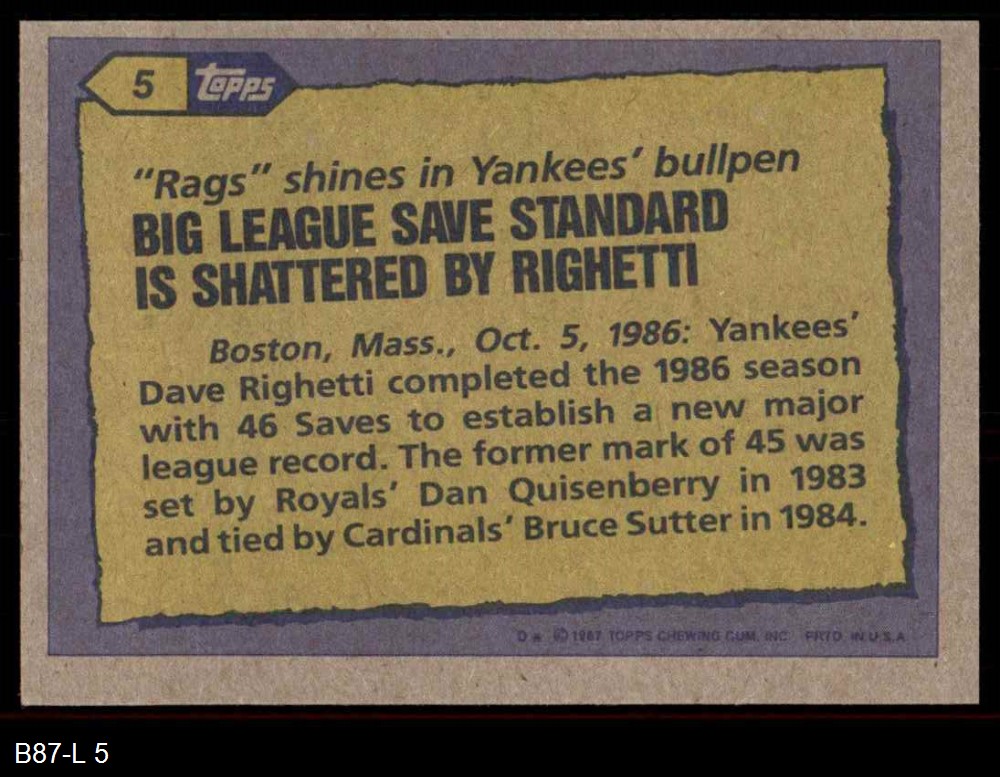 5 Topps
“Rags” shines in Yankees’ bullpen
BIG LEAGUE SAVE STANDARD
IS SHATTERED BY RIGHETTI
Boston, Mass., Oct. 5, 1986: Yankees’
Dave Righetti completed the 1986 season
with 46 Saves to establish a new major
league record. The former mark of 45 was
set by Royals’ Dan Quisenberry in 1983
and tied by Cardinals’ Bruce Sutter in 1984.
D* © 1987 TOPPS CHEWING GUM, INC. PRTD. IN U.S.A.
B87-L 5